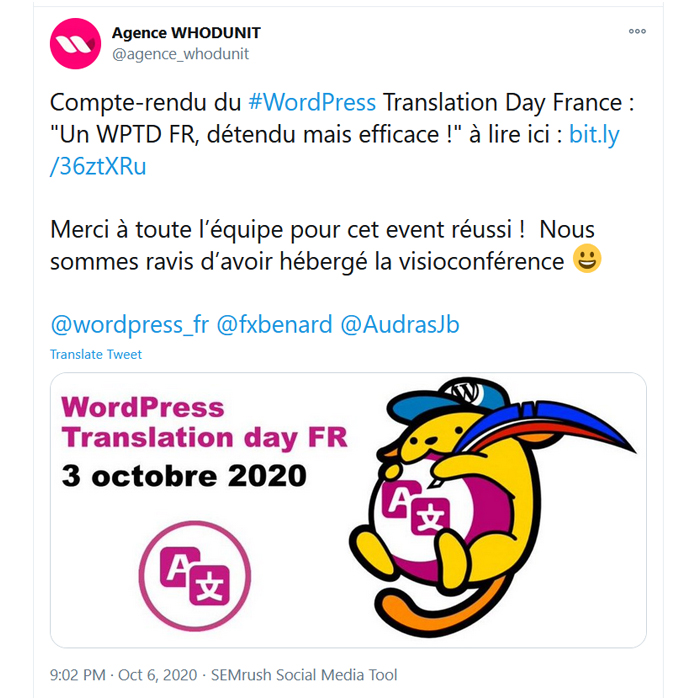 Agence WHODUNIT
@agence_whodunit
Compte-rendu du #WordPress Translation Day France :
"Un WPTD FR, détendu mais efficace !" à lire ici : bit.ly
/36ztXRu
Merci à toute l’équipe pour cet event réussi !  Nous
sommes ravis d’avoir hébergé la visioconférence 😀
@wordpress_fr @fxbenard @AudrasJb
Translate Tweet
WordPress
Translation day FR
3 octobre 2020
A 文
W
A 文
9:02 PM · Oct 6, 2020 · SEMrush Social Media Tool